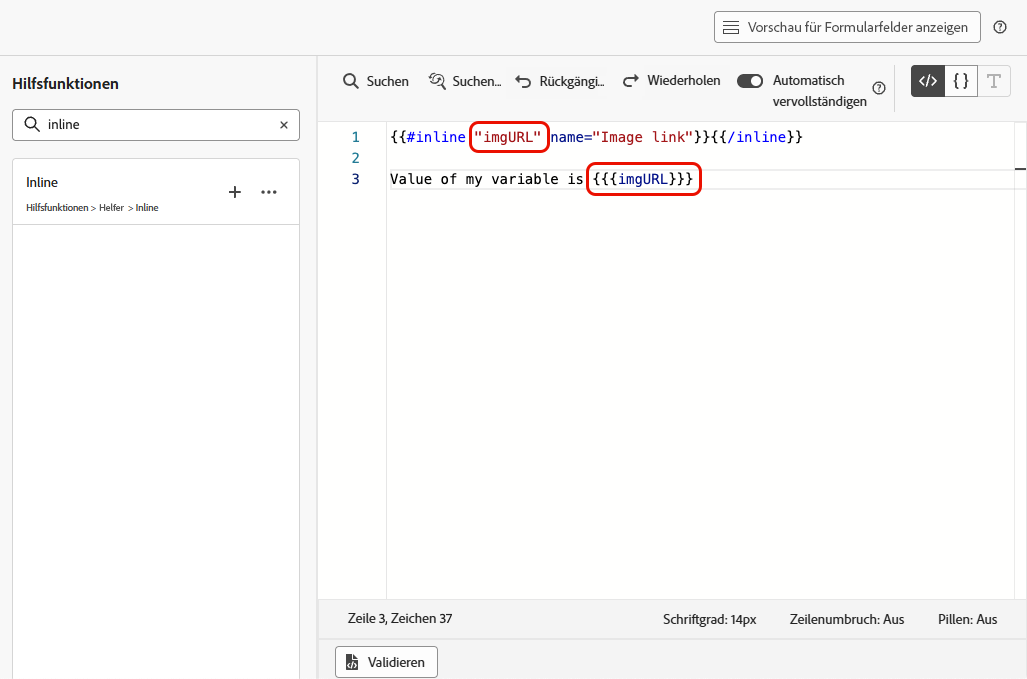 Vorschau für Formularfelder anzeigen
Hilfsfunktionen
inline
Inline
Hilfsfunktionen > Helfer > Inline
Suchen
Suchen...
Rückgängi...
Wiederholen
Automatisch
vervollständigen
</>
{ }
T
1 {{#inline "imgURL" name="Image link"}}{{/inline}}
2
3 Value of my variable is {{{imgURL}}}
Zeile 3, Zeichen 37
Schriftgrad: 14px
Zeilenumbruch: Aus
Pillen: Aus
Validieren